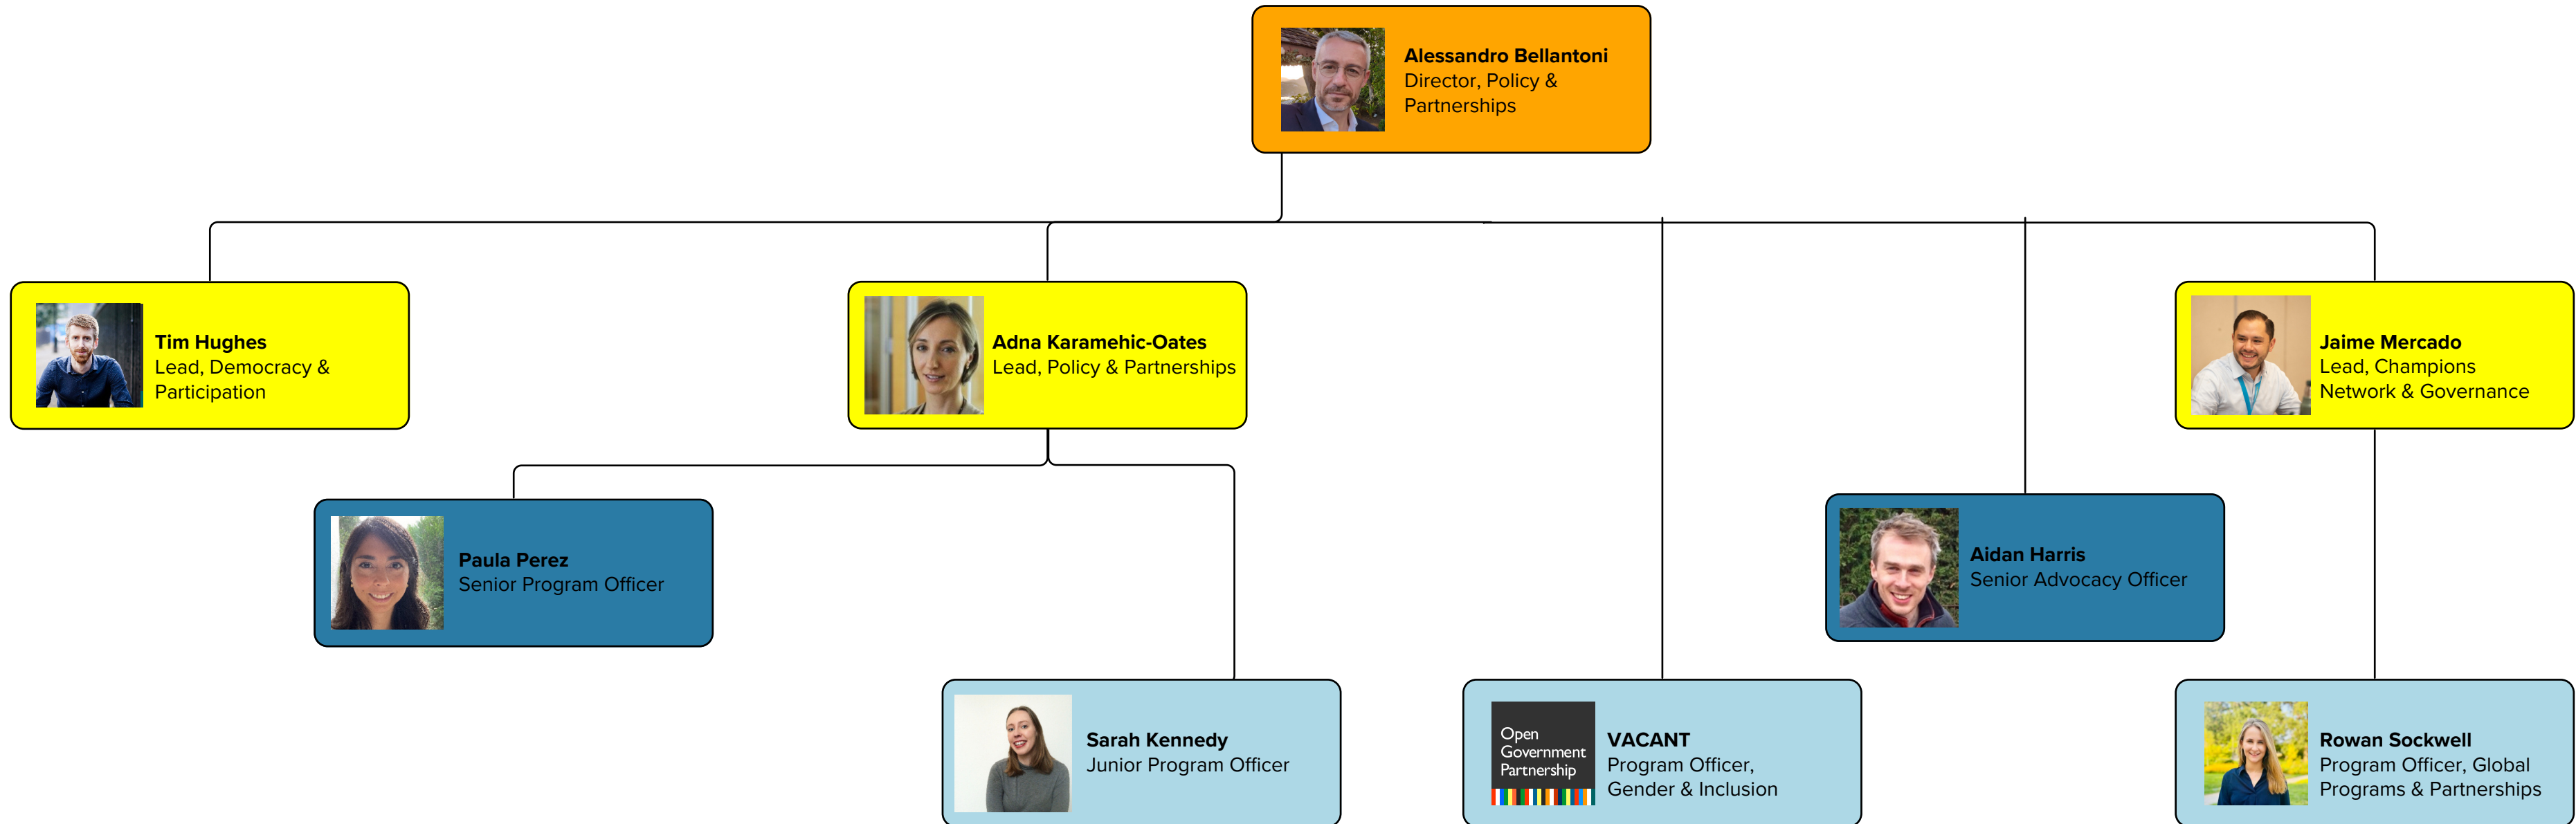 Alessandro Bellantoni
Director, Policy &
Partnerships
Tim Hughes
Lead, Democracy &
Participation
Adna Karamehic-Oates
Lead, Policy & Partnerships
Jaime Mercado
Lead, Champions
Network & Governance
Paula Perez
Senior Program Officer
Aidan Harris
Senior Advocacy Officer
Sarah Kennedy
Junior Program Officer
Open
Government
Partnership
VACANT
Program Officer,
Gender & Inclusion
Rowan Sockwell
Program Officer, Global
Programs & Partnerships